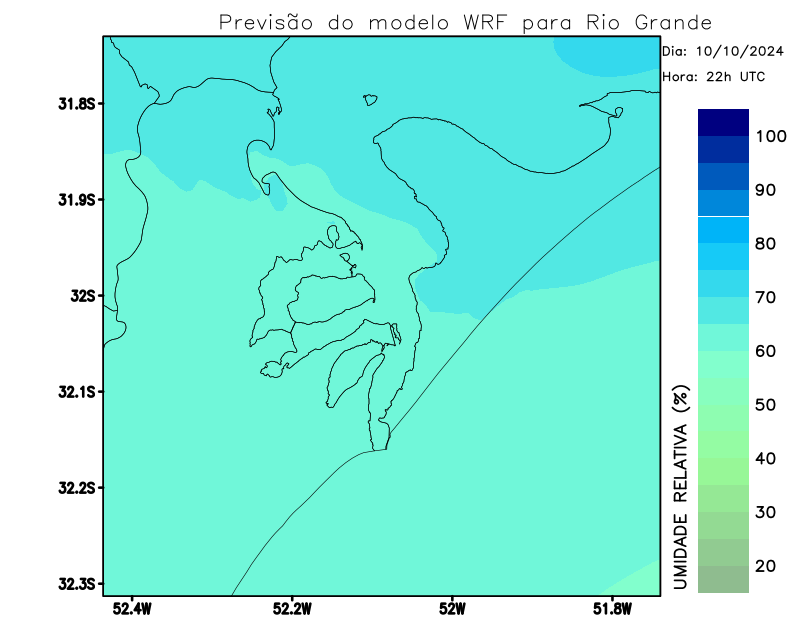 Previsão do modelo WRF para Rio Grande
Dia: 10/10/2024
Hora: 22h UTC
31.8S
31.9S
32S
32.1S
32.2S
32.3S
52.4W
52.2W
52W
51.8W
UMIDADE RELATIVA (%)
100
90
80
70
60
50
40
30
20